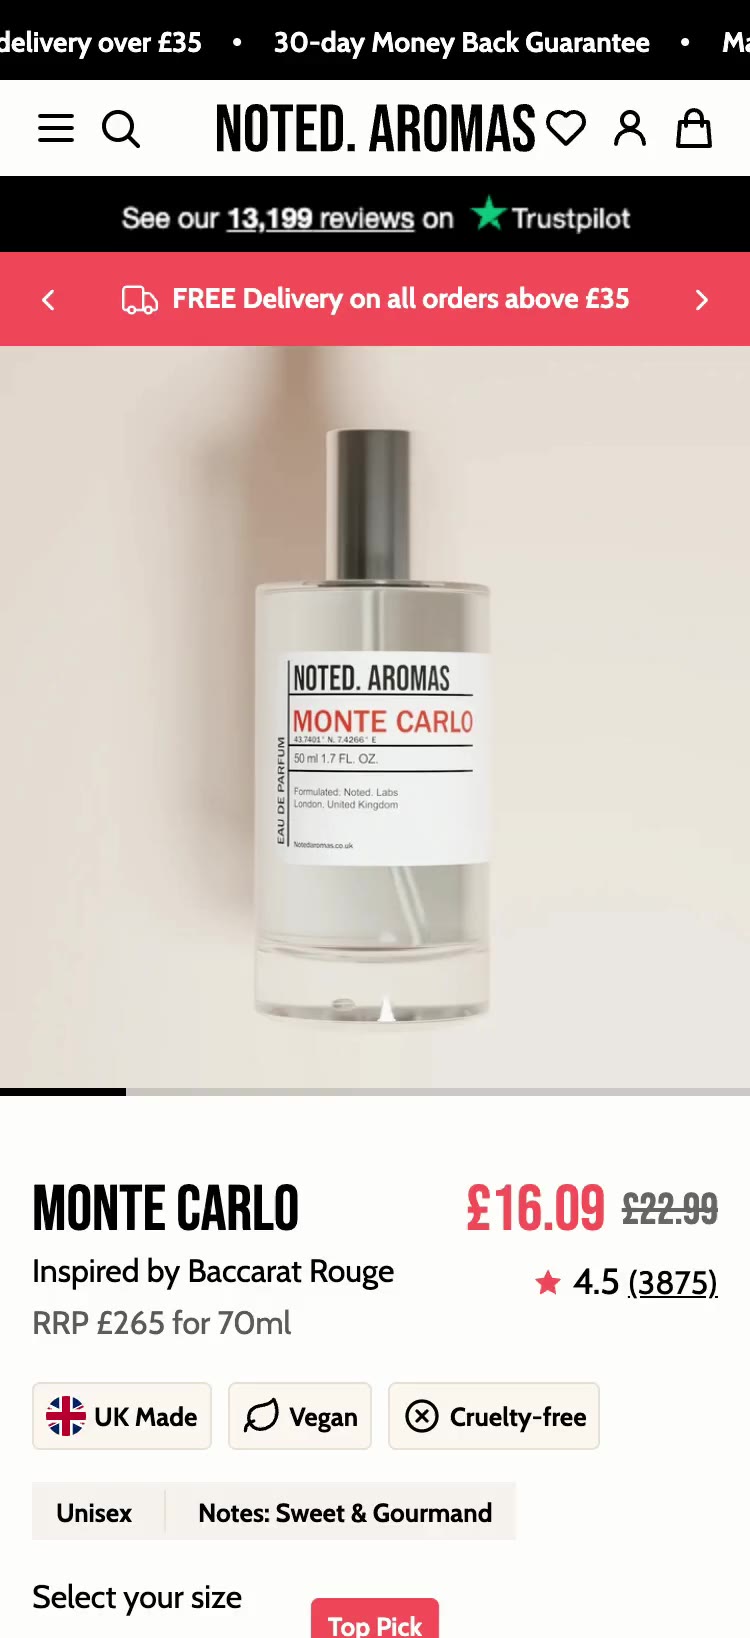 delivery over £35 • 30-day Money Back Guarantee • Ma
NOTED. AROMAS
See our 13,199 reviews on Trustpilot
FREE Delivery on all orders above £35
NOTED. AROMAS
MONTE CARLO
43.7401° N, 7.4266° E
50 ml 1.7 FL. OZ.
Formulated: Noted. Labs
London, United Kingdom
Notedaromas.co.uk
EAU DE PARFUM
MONTE CARLO
£16.09 £22.99
Inspired by Baccarat Rouge
4.5 (3875)
RRP £265 for 70ml
UK Made
Vegan
Cruelty-free
Unisex
Notes: Sweet & Gourmand
Select your size
Top Pick